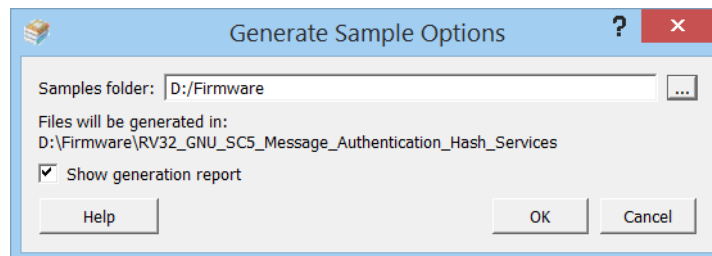 Generate Sample Options
? x
Samples folder: D:/Firmware ...
Files will be generated in:
D:\Firmware\RV32_GNU_SC5_Message_Authentication_Hash_Services
Show generation report
Help OK Cancel